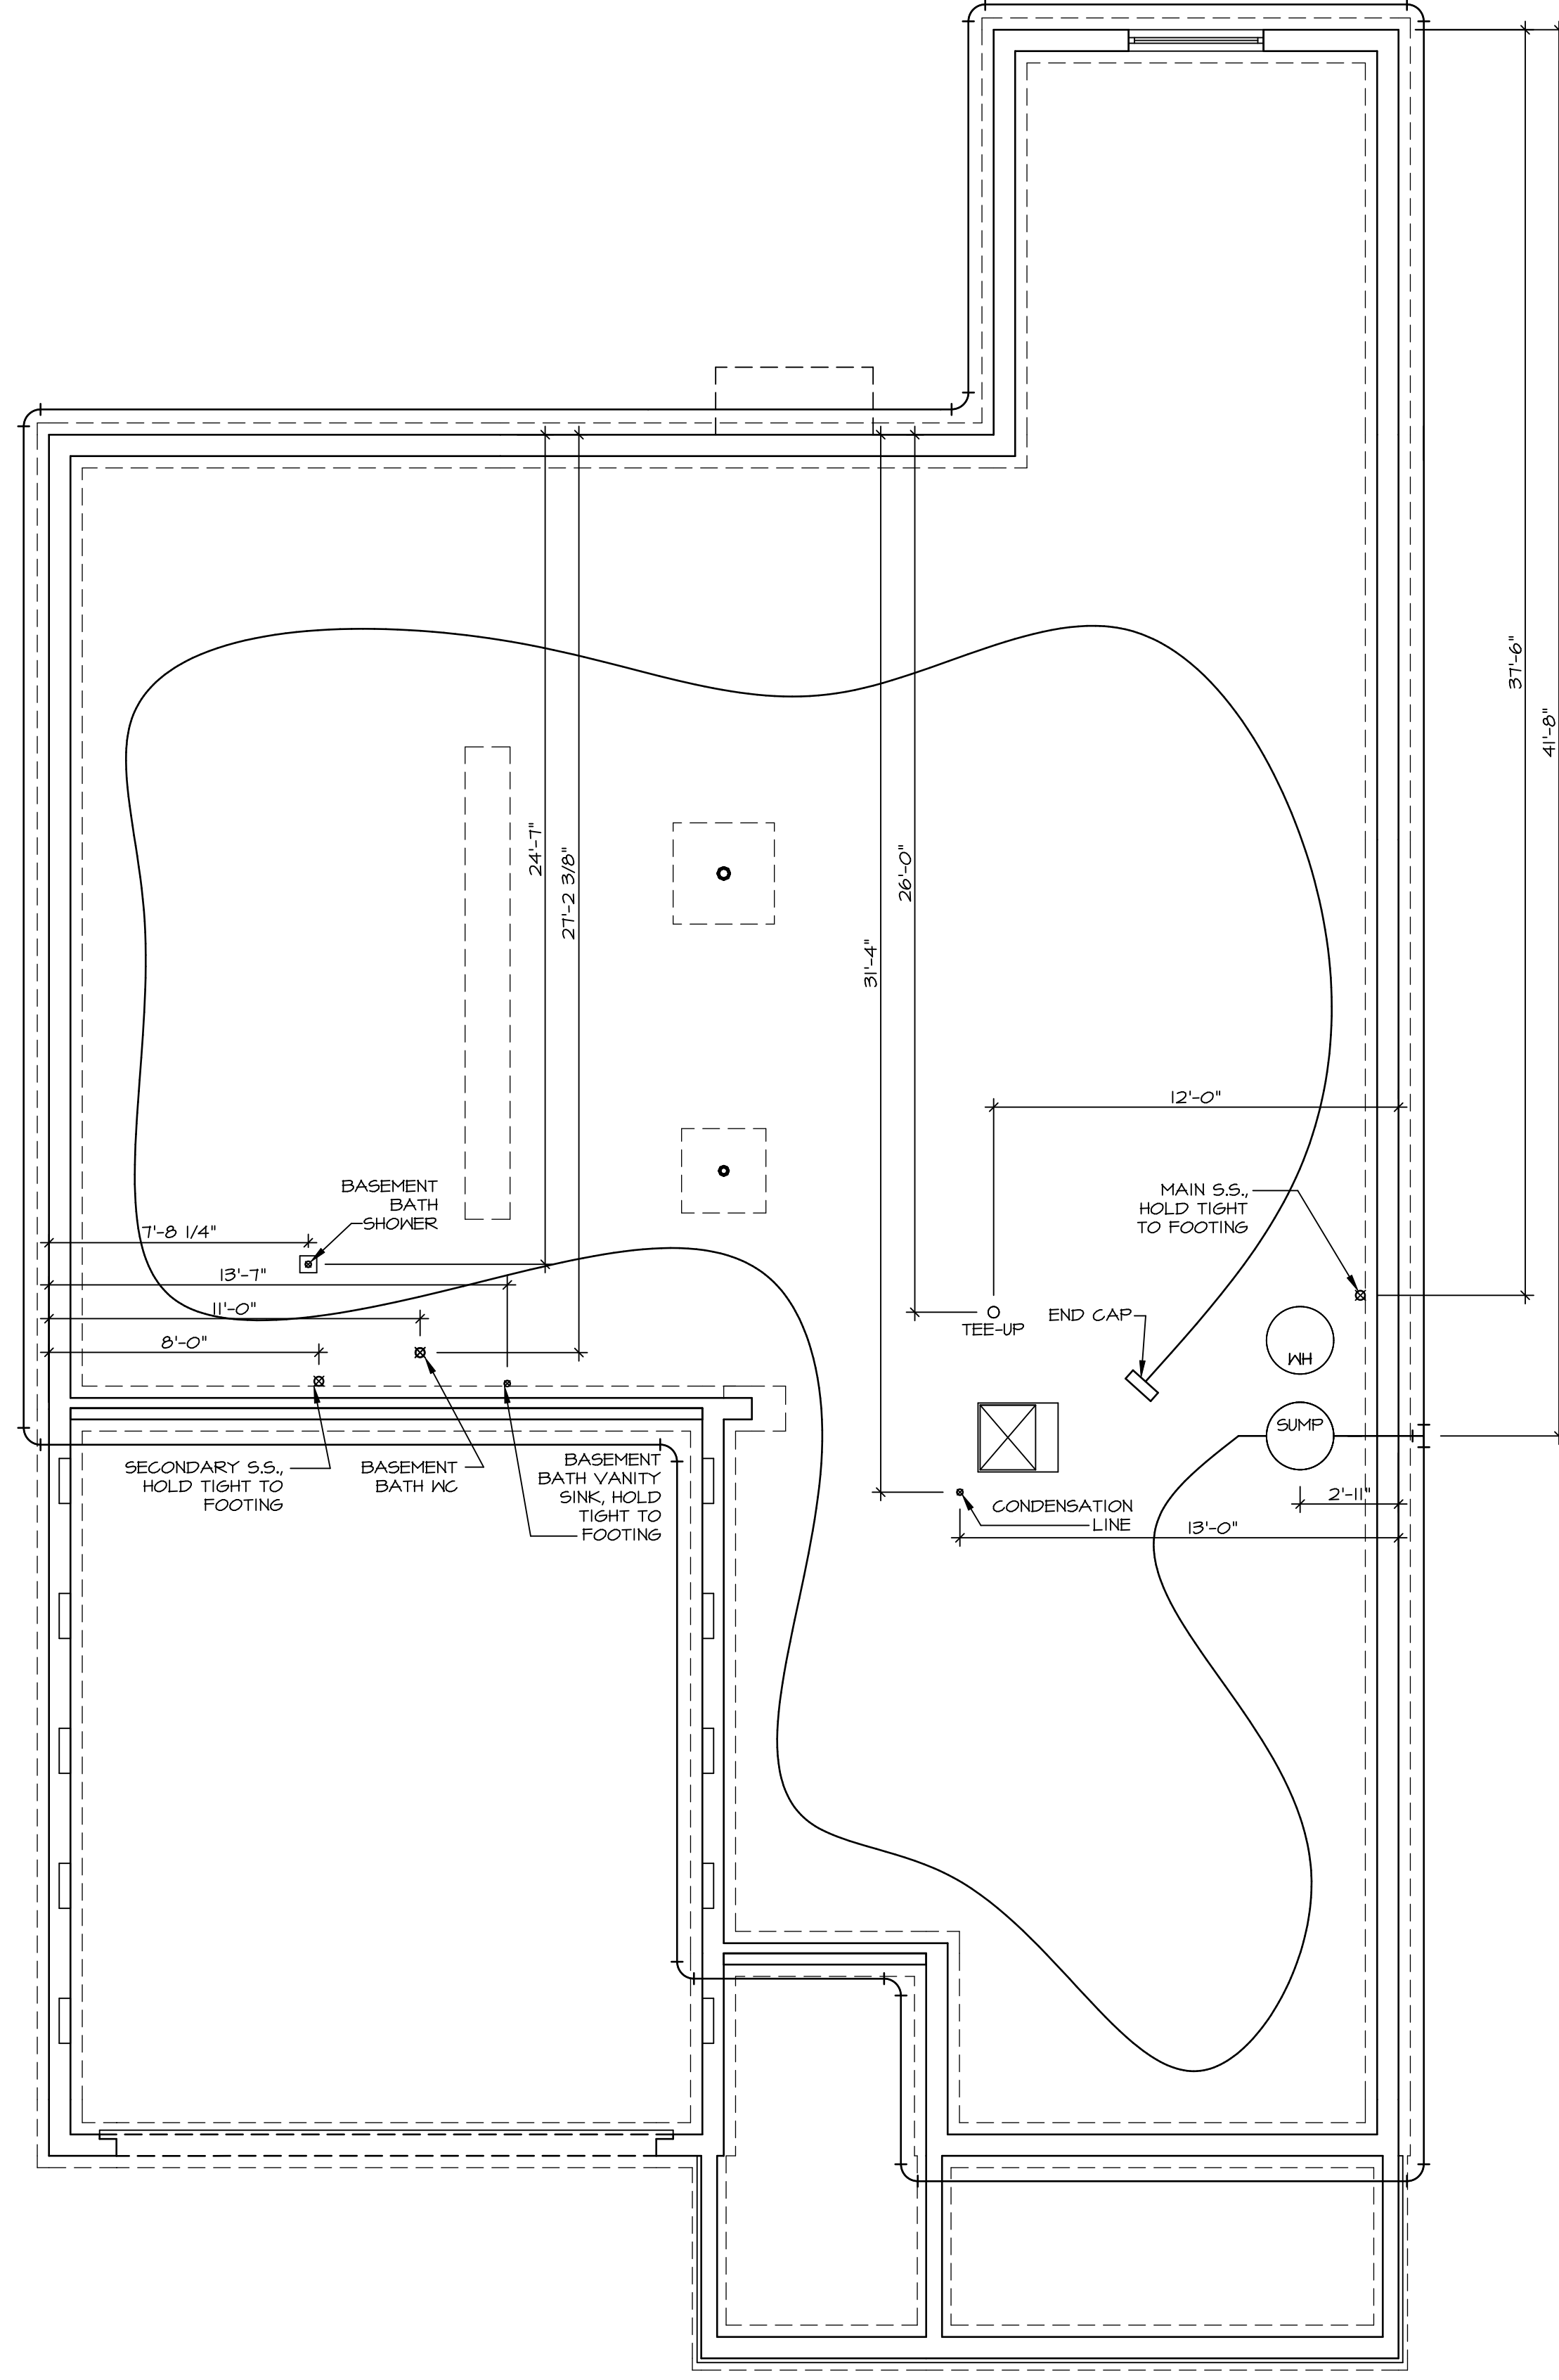 37'-6"
41'-8"
24'-7"
27'-2 3/8"
26'-0"
31'-4"
12'-0"
BASEMENT
BATH
SHOWER
MAIN S.S.,
HOLD TIGHT
TO FOOTING
7'-8 1/4"
13'-7"
11'-0"
8'-0"
TEE-UP
END CAP
WH
SUMP
SECONDARY S.S.,
HOLD TIGHT TO
FOOTING
BASEMENT
BATH WC
BASEMENT
BATH VANITY
SINK, HOLD
TIGHT TO
FOOTING
2'-11"
CONDENSATION
LINE
13'-0"